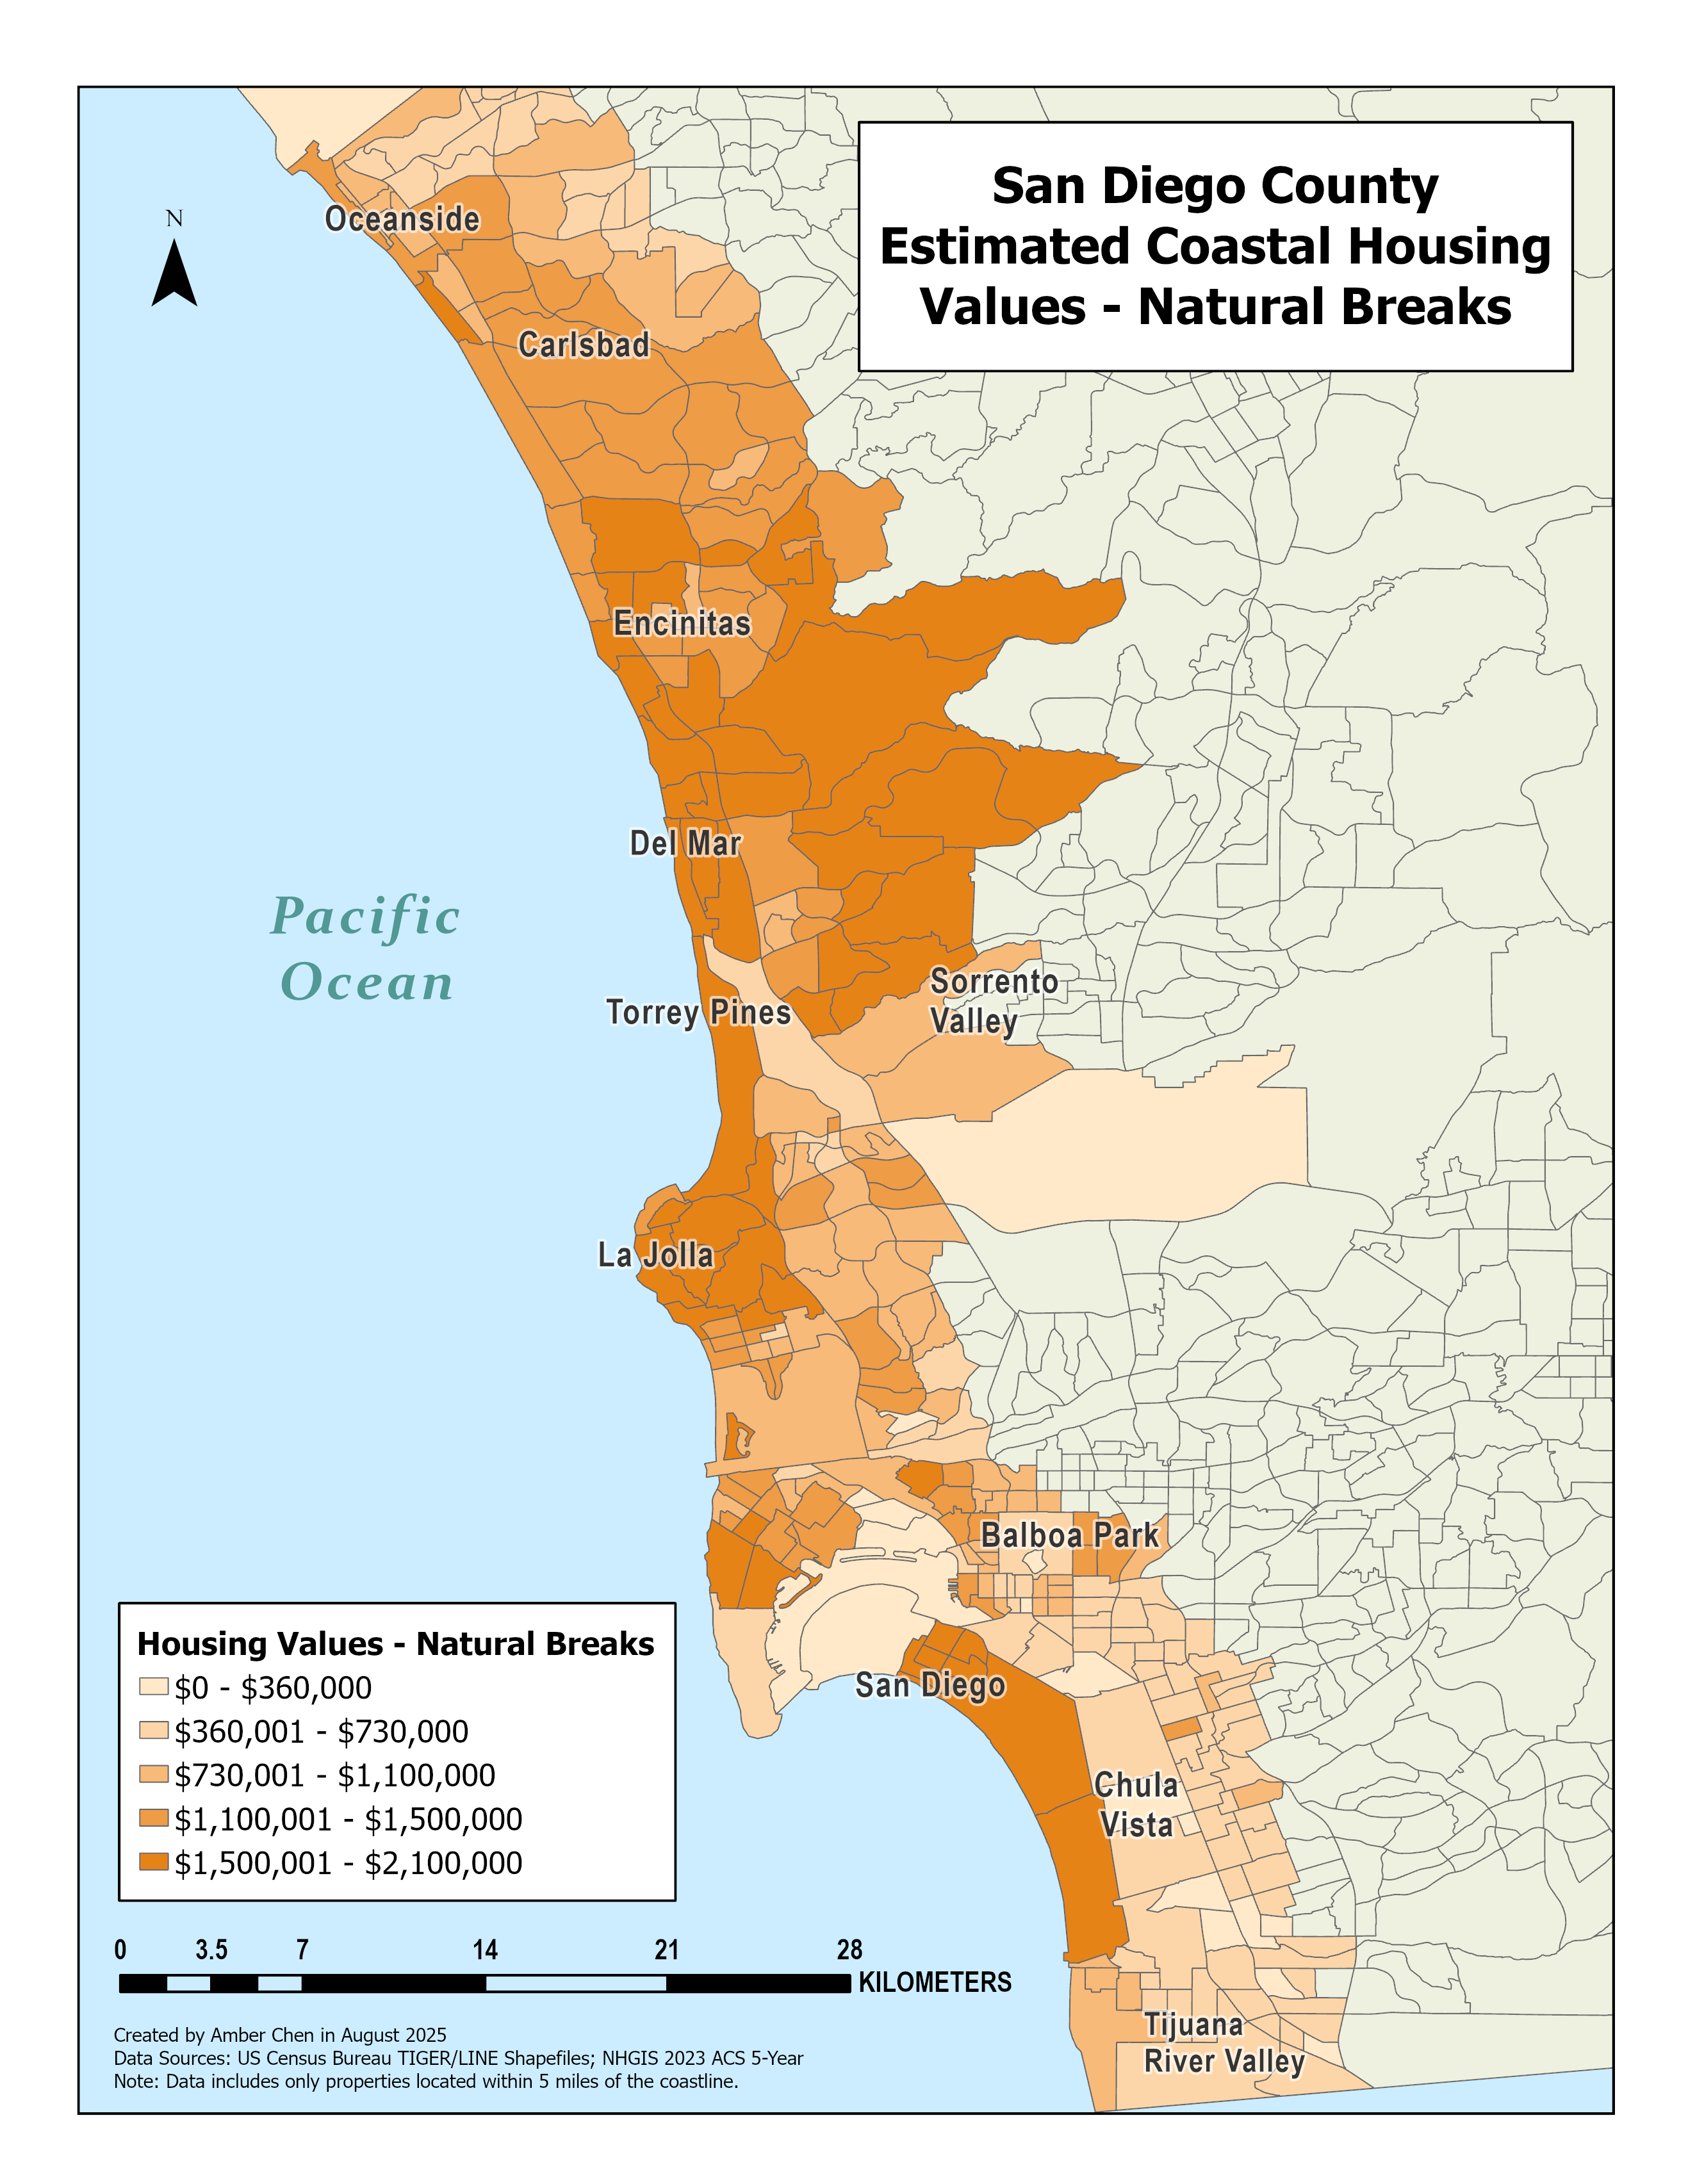 San Diego County
Estimated Coastal Housing
Values - Natural Breaks
N
Oceanside
Carlsbad
Encinitas
Del Mar
Pacific
Ocean
Sorrento
Valley
Torrey Pines
La Jolla
Balboa Park
San Diego
Chula
Vista
Tijuana
River Valley
Housing Values - Natural Breaks
$0 - $360,000
$360,001 - $730,000
$730,001 - $1,100,000
$1,100,001 - $1,500,000
$1,500,001 - $2,100,000
0 3.5 7 14 21 28
KILOMETERS
Created by Amber Chen in August 2025
Data Sources: US Census Bureau TIGER/LINE Shapefiles; NHGIS 2023 ACS 5-Year
Note: Data includes only properties located within 5 miles of the coastline.